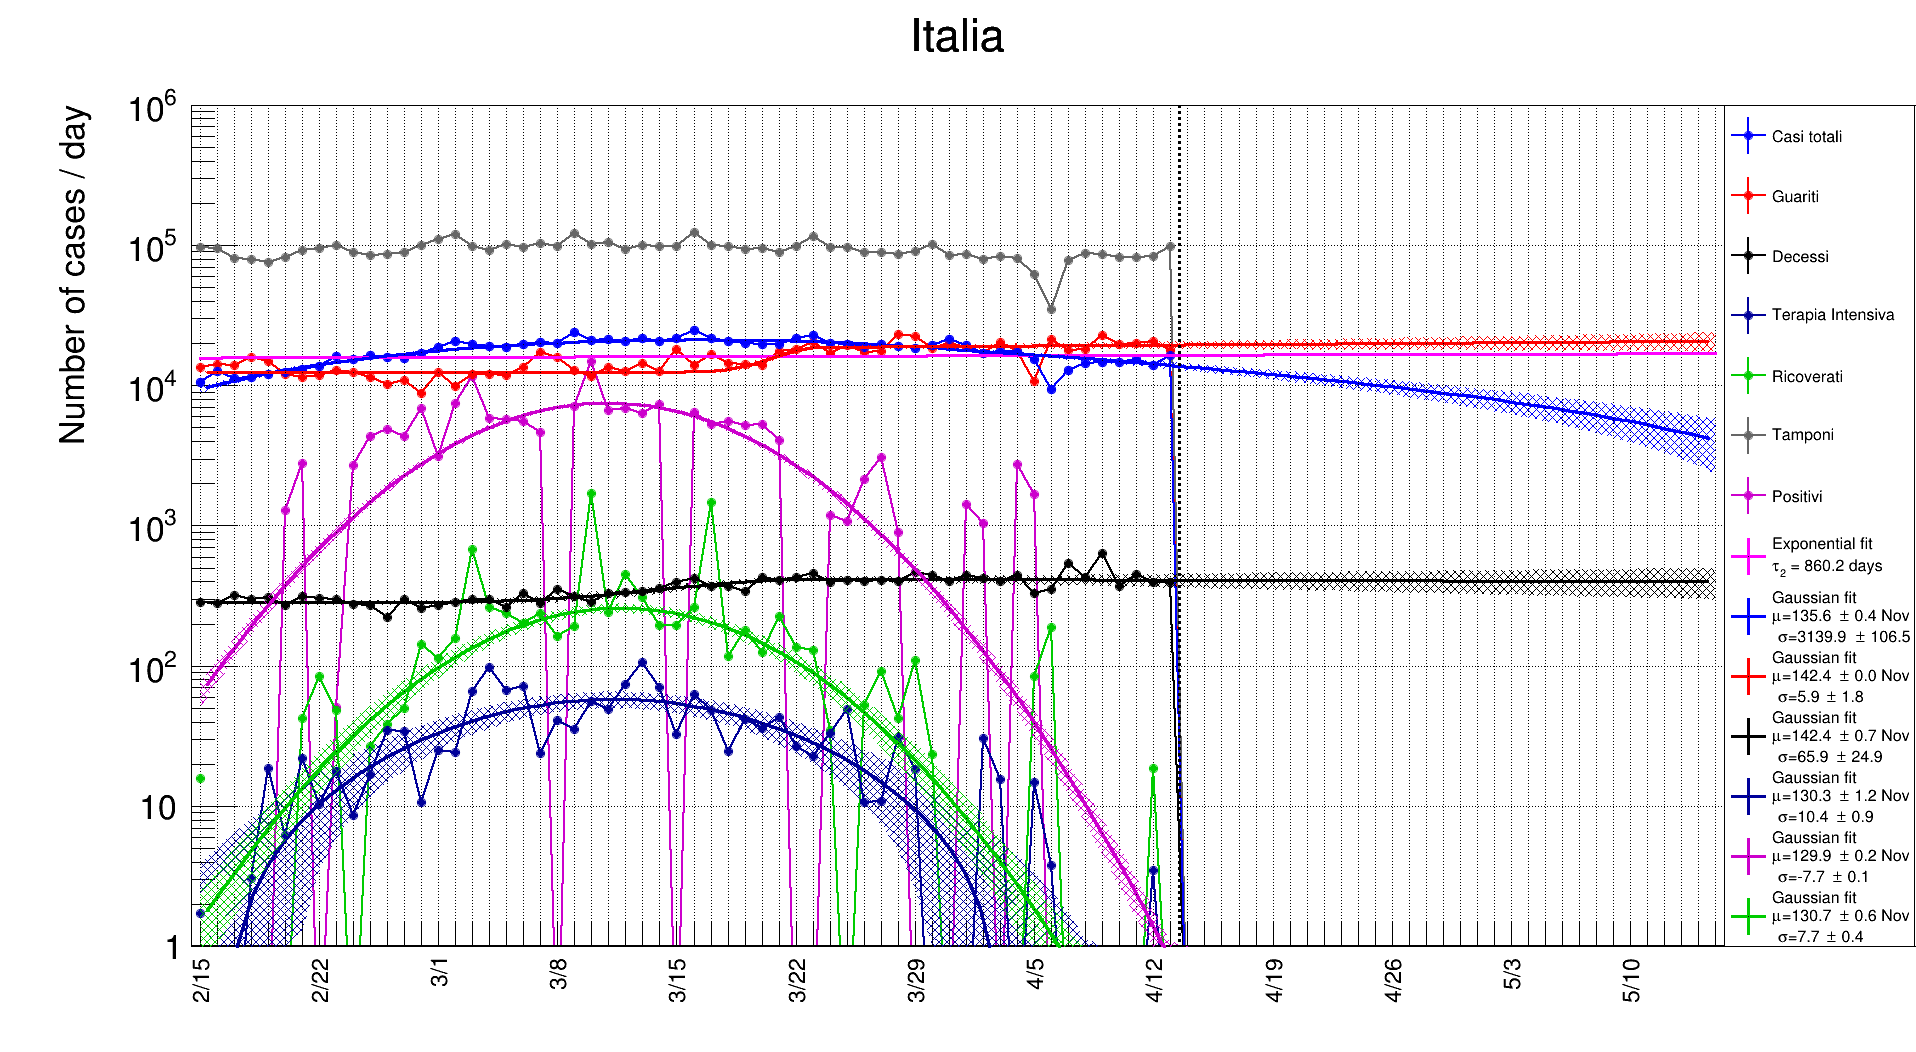 Italia
Number of cases / day
10^6
10^5
10^4
10^3
10^2
10
1
2/15
2/22
3/1
3/8
3/15
3/22
3/29
4/5
4/12
4/19
4/26
5/3
5/10
Casi totali
Guariti
Decessi
Terapia Intensiva
Ricoverati
Tamponi
Positivi
Exponential fit
τ₂ = 860.2 days
Gaussian fit
μ=135.6 ± 0.4 Nov
σ=3139.9 ± 106.5
Gaussian fit
μ=142.4 ± 0.0 Nov
σ=5.9 ± 1.8
Gaussian fit
μ=142.4 ± 0.7 Nov
σ=65.9 ± 24.9
Gaussian fit
μ=130.3 ± 1.2 Nov
σ=10.4 ± 0.9
Gaussian fit
μ=129.9 ± 0.2 Nov
σ=-7.7 ± 0.1
Gaussian fit
μ=130.7 ± 0.6 Nov
σ=7.7 ± 0.4